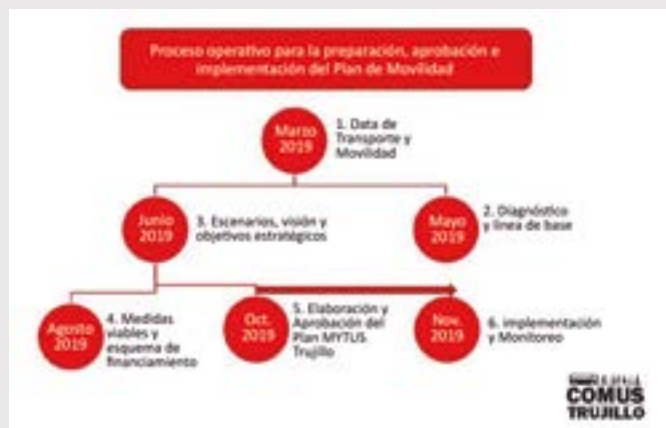 Proceso operativo para la preparación, aprobación e
implementación del Plan de Movilidad
Marzo
2019
1. Data de
Transporte y
Movilidad
Junio
2019
3. Escenarios, visión y
objetivos estratégicos
Mayo
2019
2. Diagnóstico
y línea de base
Agosto
2019
4. Medidas
viables y
esquema de
financiamiento
Oct.
2019
5. Elaboración y
Aprobación del
Plan MYTUS
Trujillo
Nov.
2019
6. implementación
y Monitoreo
COMUS
TRUJILLO